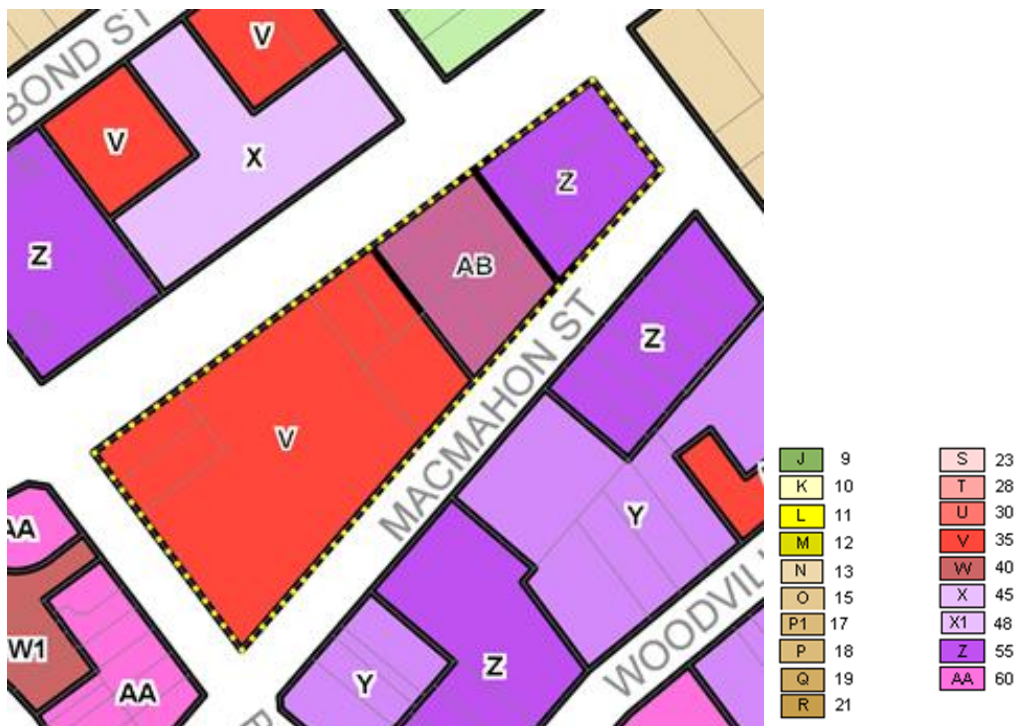 BOND ST
V
V
X
Z
Z
AB
V
MACMAHON ST
Z
Y
AA
W1
AA
Y
Z
WOODVIL
J 9
K 10
L 11
M 12
N 13
O 15
P1 17
P 18
Q 19
R 21
S 23
T 28
U 30
V 35
W 40
X 45
X1 48
Z 55
AA 60